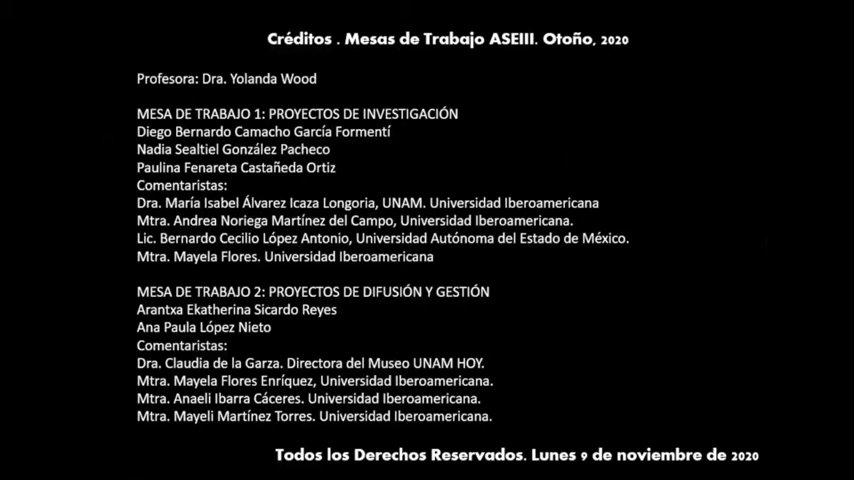 Créditos . Mesas de Trabajo ASEIII. Otoño, 2020
Profesora: Dra. Yolanda Wood
MESA DE TRABAJO 1: PROYECTOS DE INVESTIGACIÓN
Diego Bernardo Camacho García Formentí
Nadia Sealtiel González Pacheco
Paulina Fenareta Castañeda Ortiz
Comentaristas:
Dra. María Isabel Álvarez Icaza Longoria, UNAM. Universidad Iberoamericana
Mtra. Andrea Noriega Martínez del Campo, Universidad Iberoamericana.
Lic. Bernardo Cecilio López Antonio, Universidad Autónoma del Estado de México.
Mtra. Mayela Flores. Universidad Iberoamericana
MESA DE TRABAJO 2: PROYECTOS DE DIFUSIÓN Y GESTIÓN
Arantxa Ekatherina Sicardo Reyes
Ana Paula López Nieto
Comentaristas:
Dra. Claudia de la Garza. Directora del Museo UNAM HOY.
Mtra. Mayela Flores Enríquez, Universidad Iberoamericana.
Mtra. Anaeli Ibarra Cáceres. Universidad Iberoamericana.
Mtra. Mayeli Martínez Torres. Universidad Iberoamericana.
Todos los Derechos Reservados. Lunes 9 de noviembre de 2020